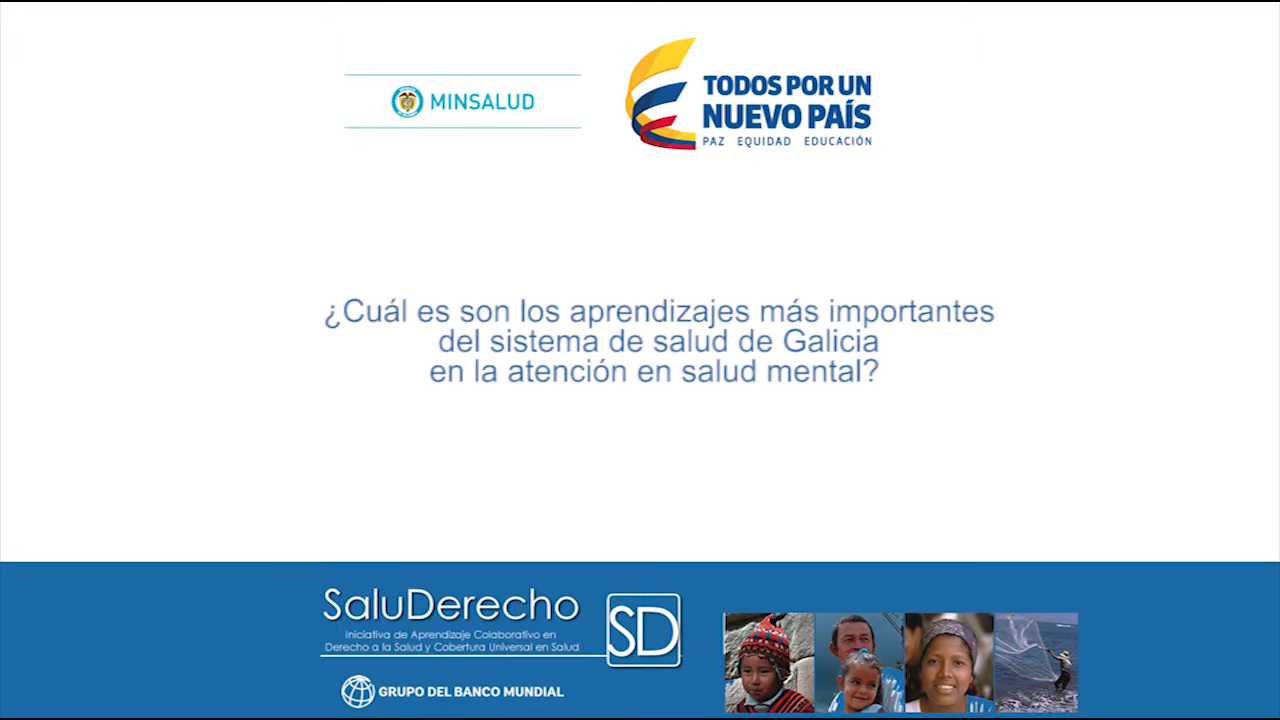 MINSALUD
TODOS POR UN
NUEVO PAÍS
PAZ EQUIDAD EDUCACIÓN
¿Cuál es son los aprendizajes más importantes
del sistema de salud de Galicia
en la atención en salud mental?
SaluDerecho
Iniciativa de Aprendizaje Colaborativo en
Derecho a la Salud y Cobertura Universal en Salud
SD
GRUPO DEL BANCO MUNDIAL